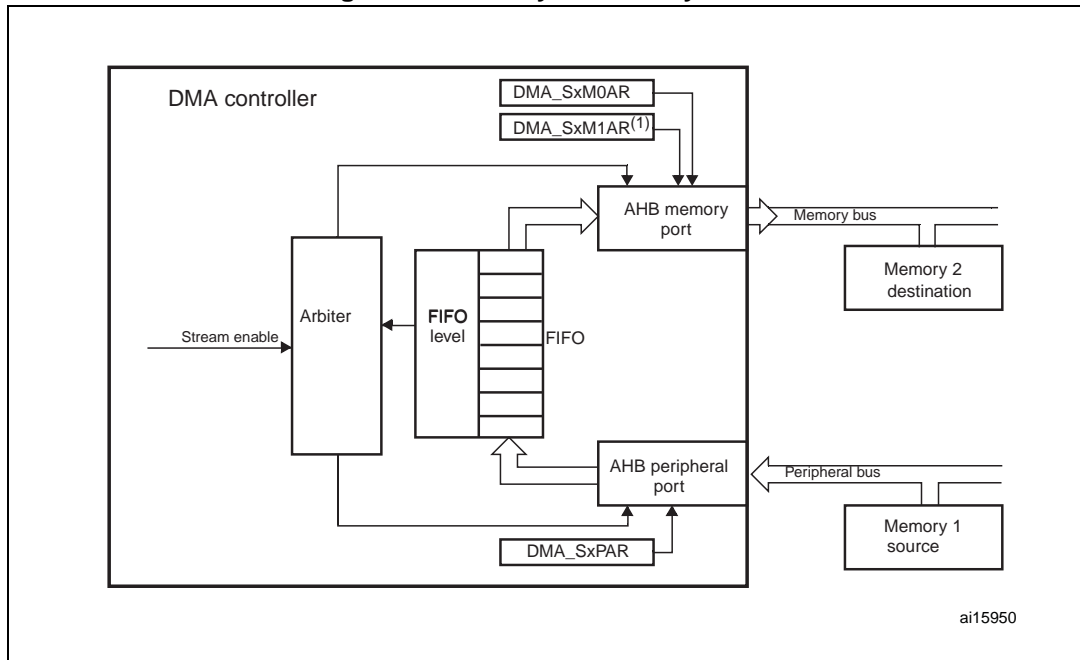 DMA controller
DMA_SxM0AR
DMA_SxM1AR(1)
AHB memory
port
Memory bus
Memory 2
destination
Arbiter
FIFO
level
FIFO
Stream enable
AHB peripheral
port
Peripheral bus
Memory 1
source
DMA_SxPAR
ai15950